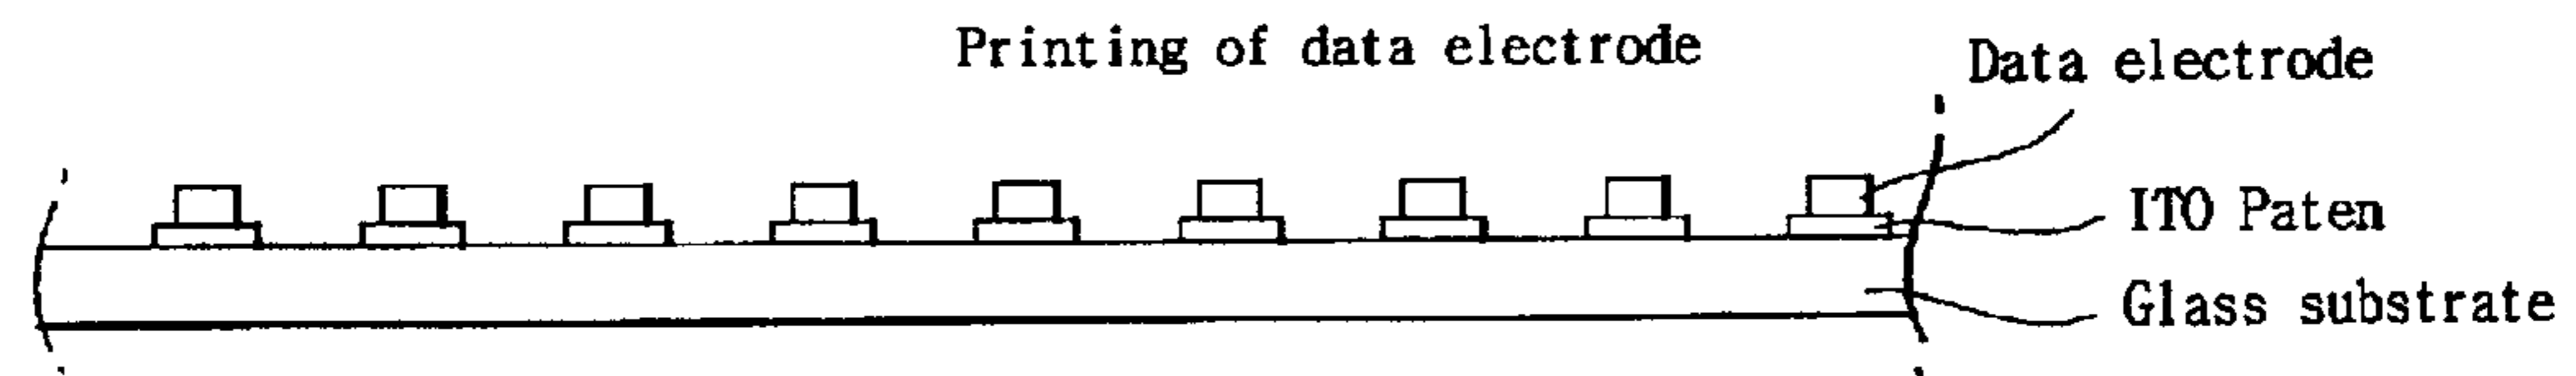 Printing of data electrode
Data electrode
ITO Paten
Glass substrate